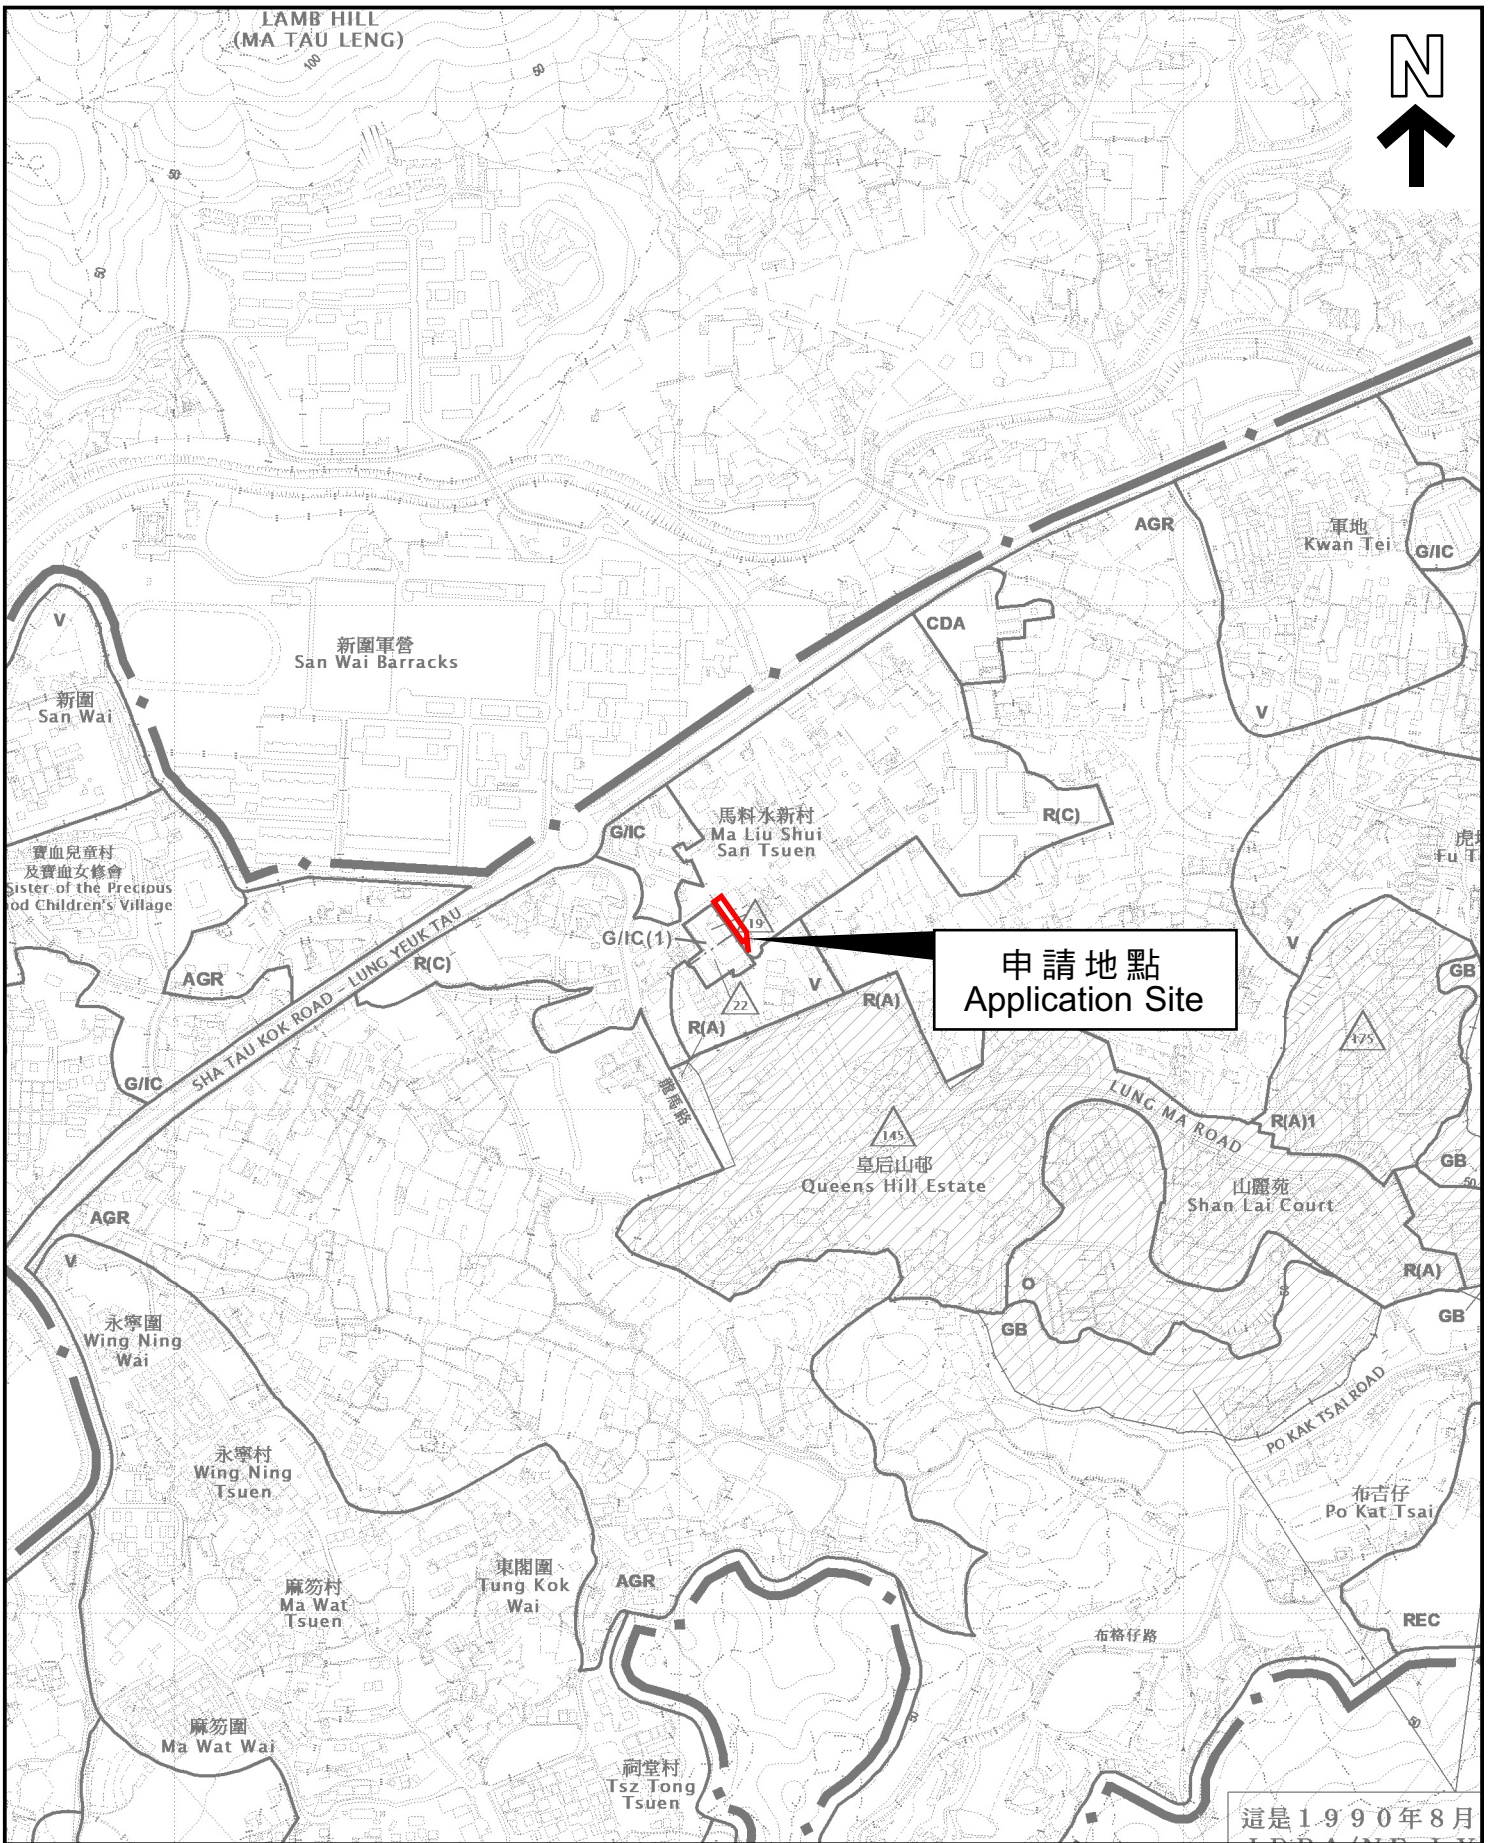 LAMB HILL
(MA TAU LENG)
N
100
50
50
50
AGR
軍地
Kwan Tei
G/IC
CDA
V
新圍軍營
San Wai Barracks
新圍
San Wai
V
馬料水新村
Ma Liu Shui
San Tsuen
G/IC
R(C)
寶血兒童村
及寶血女修會
Sister of the Precious
od Children's Village
Fu T
19
G/IC(1)
申請地點
Application Site
V
GB
AGR
SHA TAU KOK ROAD - LUNG YEUK TAU
R(C)
V
R(A)
22
R(A)
175
G/IC
龍馬路
LUNG MA ROAD
R(A)1
145
皇后山邨
Queens Hill Estate
GB
50
山麗苑
Shan Lai Court
AGR
V
R(A)
O
GB
GB
永寧圍
Wing Ning
Wai
PO KAK TSAI ROAD
永寧村
Wing Ning
Tsuen
布吉仔
Po Kat Tsai
東閣圍
Tung Kok
Wai
AGR
麻笏村
Ma Wat
Tsuen
REC
布格仔路
麻笏圍
Ma Wat Wai
50
祠堂村
Tsz Tong
Tsuen
這是1990年8月